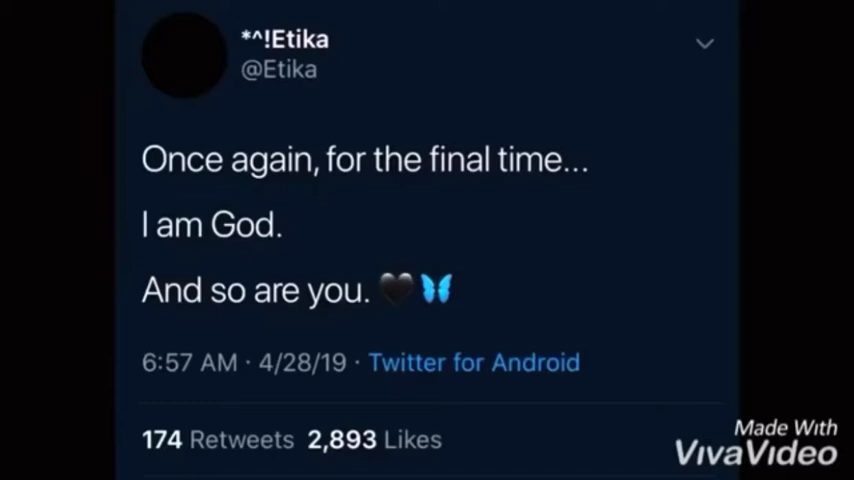 *^!Etika
@Etika
Once again, for the final time...
I am God.
And so are you. 🖤🦋
6:57 AM · 4/28/19 · Twitter for Android
174 Retweets 2,893 Likes
Made With
VivaVideo